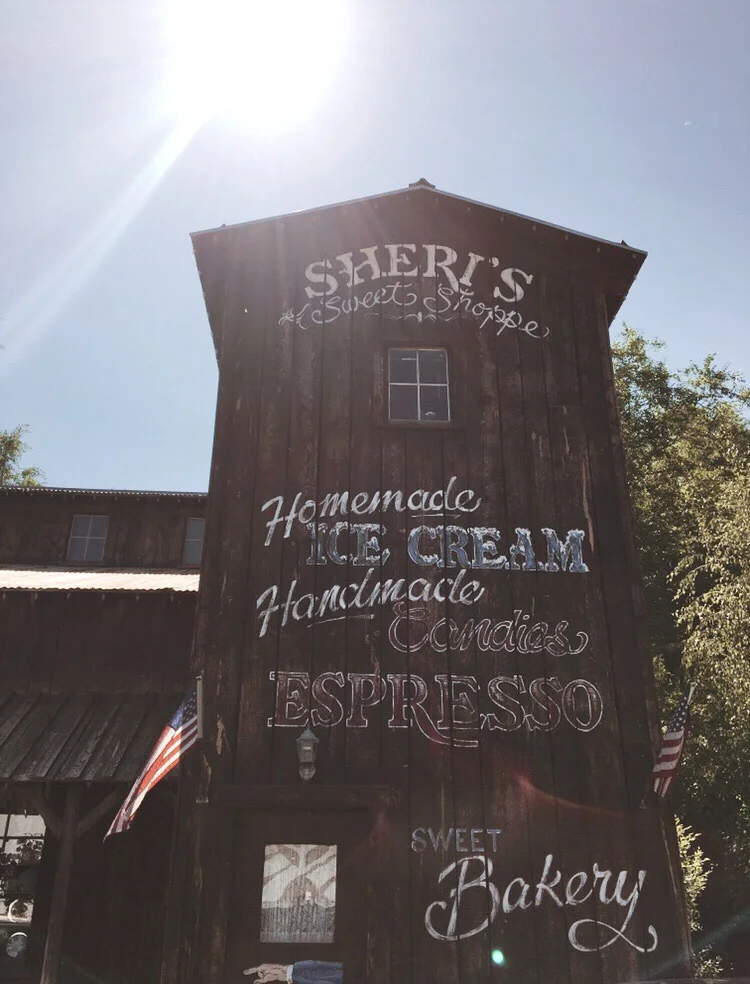 SHERI'S
Sweet Shoppe
Homemade
ICE CREAM
Handmade
Candies
ESPRESSO
SWEET
Bakery